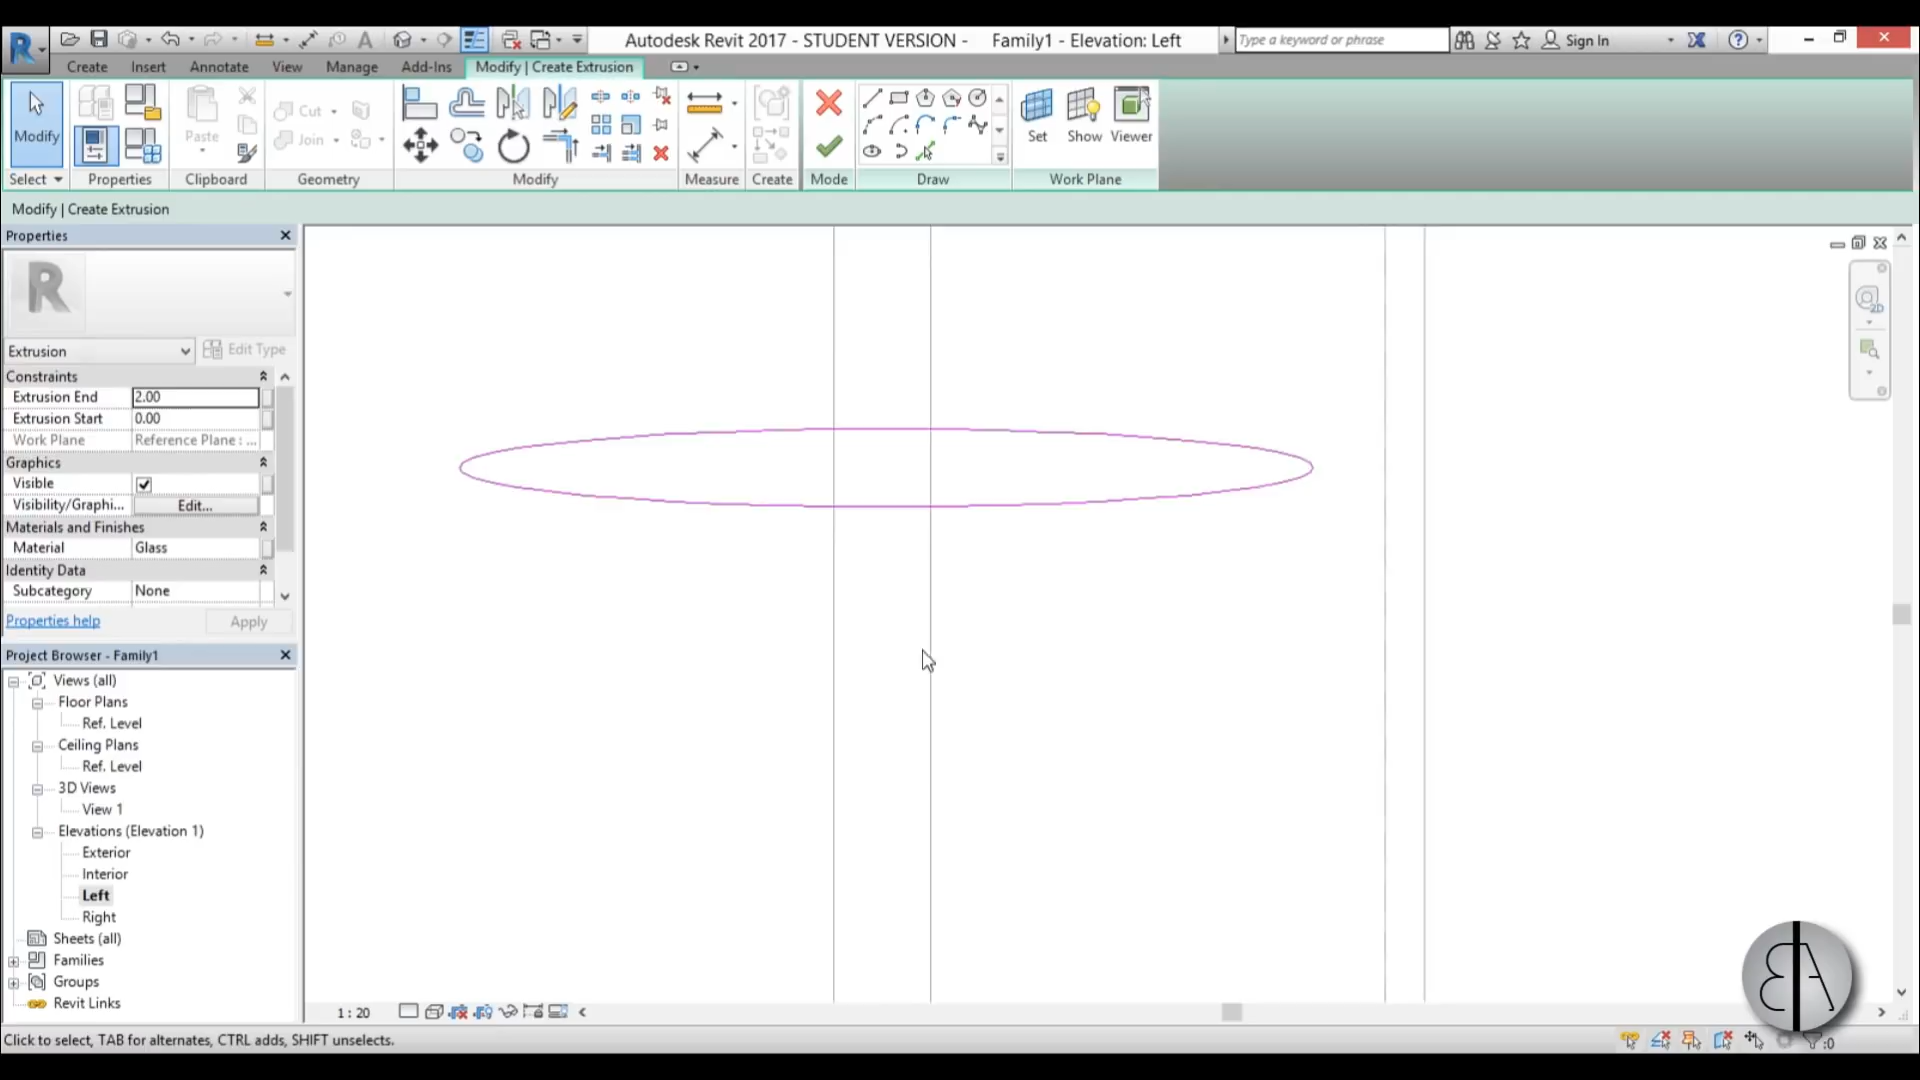 Autodesk Revit 2017 - STUDENT VERSION - Family1 - Elevation: Left
Type a keyword or phrase
Sign In
Create Insert Annotate View Manage Add-Ins Modify | Create Extrusion
Modify
Paste
Cut
Join
Set Show Viewer
Select Properties Clipboard Geometry Modify Measure Create Mode Draw Work Plane
Modify | Create Extrusion
Properties
Extrusion
Edit Type
Constraints
Extrusion End 2.00
Extrusion Start 0.00
Work Plane Reference Plane : ...
Graphics
Visible
Visibility/Graphi... Edit...
Materials and Finishes
Material Glass
Identity Data
Subcategory None
Properties help
Apply
Project Browser - Family1
Views (all)
Floor Plans
Ref. Level
Ceiling Plans
Ref. Level
3D Views
View 1
Elevations (Elevation 1)
Exterior
Interior
Left
Right
Sheets (all)
Families
Groups
Revit Links
2D
1 : 20
Click to select, TAB for alternates, CTRL adds, SHIFT unselects.
:0